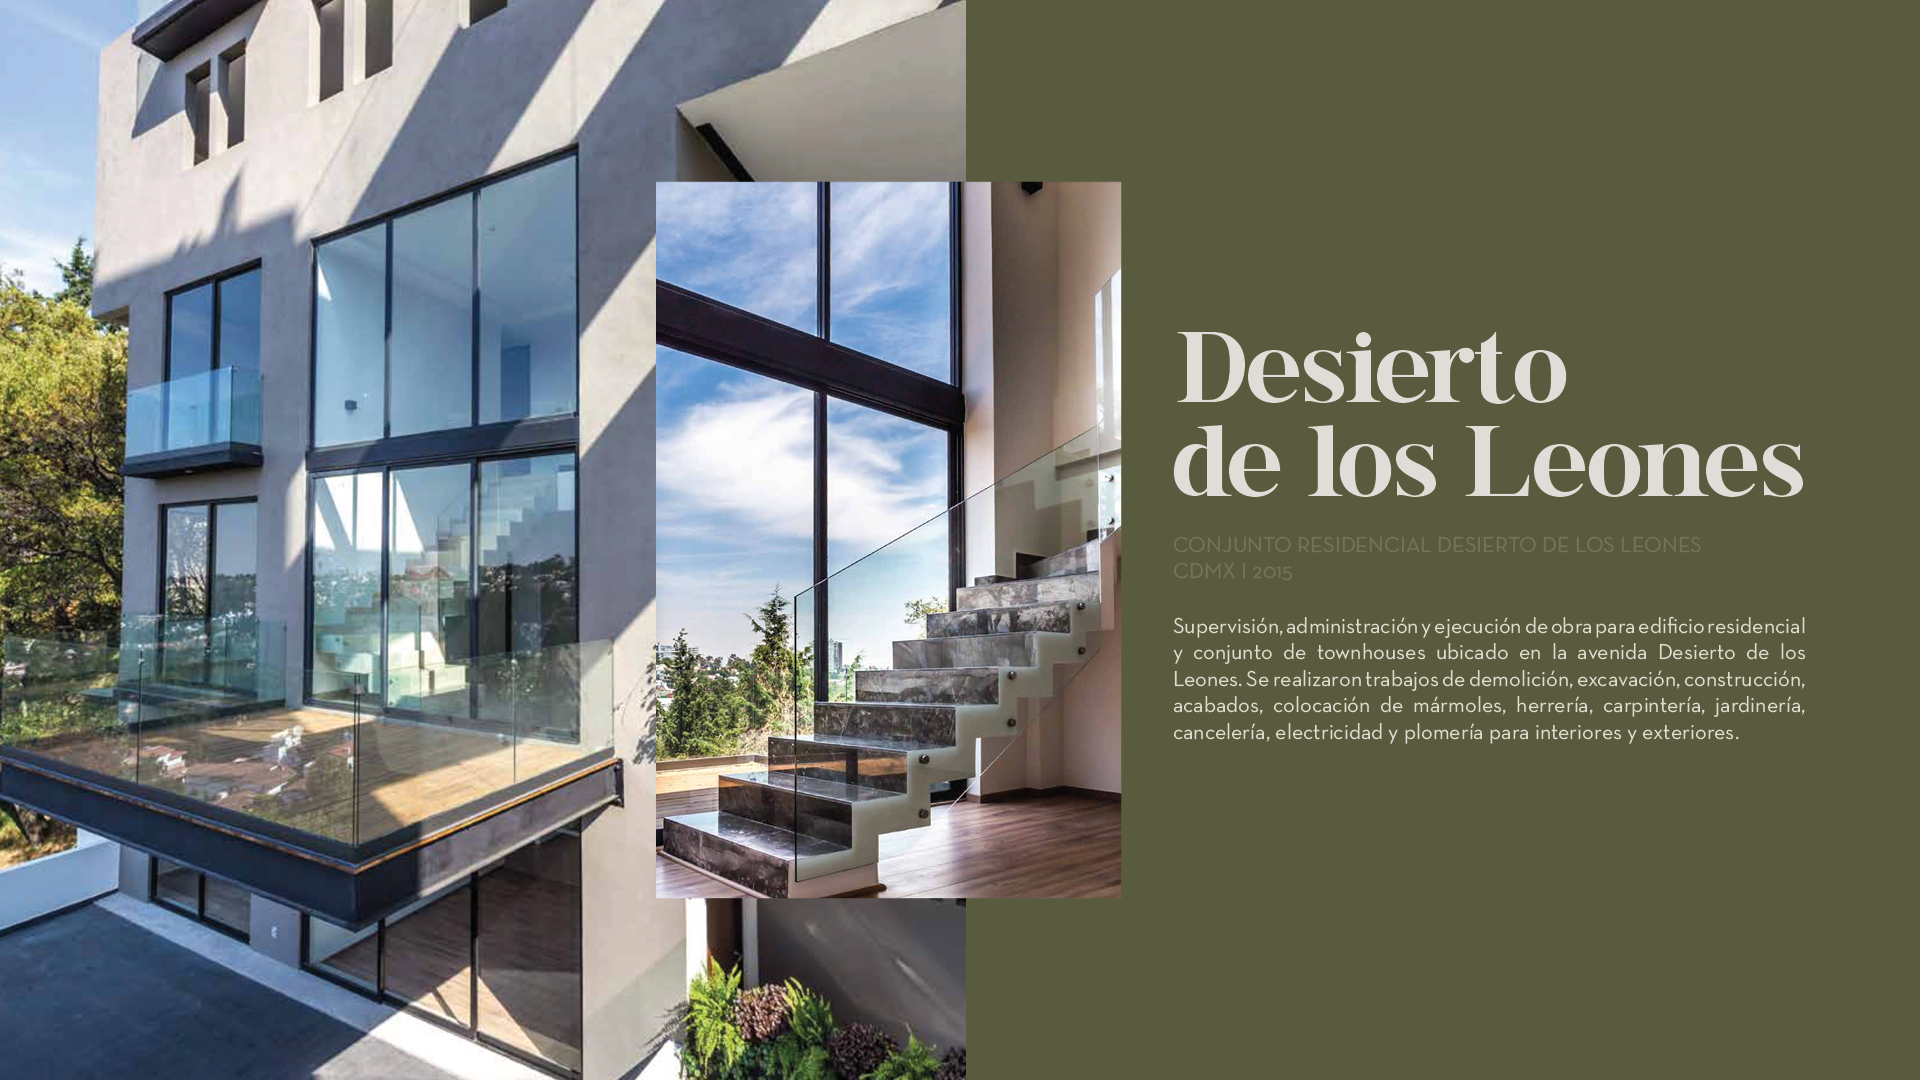 Desierto
de los Leones
CONJUNTO RESIDENCIAL DESIERTO DE LOS LEONES
CDMX | 2015
Supervisión, administración y ejecución de obra para edificio residencial
y conjunto de townhouses ubicado en la avenida Desierto de los
Leones. Se realizaron trabajos de demolición, excavación, construcción,
acabados, colocación de mármoles, herrería, carpintería, jardinería,
cancelería, electricidad y plomería para interiores y exteriores.